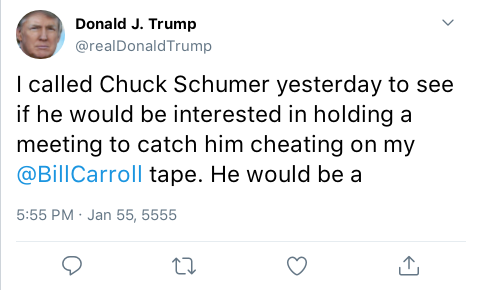 Donald J. Trump
@realDonaldTrump
I called Chuck Schumer yesterday to see
if he would be interested in holding a
meeting to catch him cheating on my
@BillCarroll tape. He would be a
5:55 PM · Jan 55, 5555